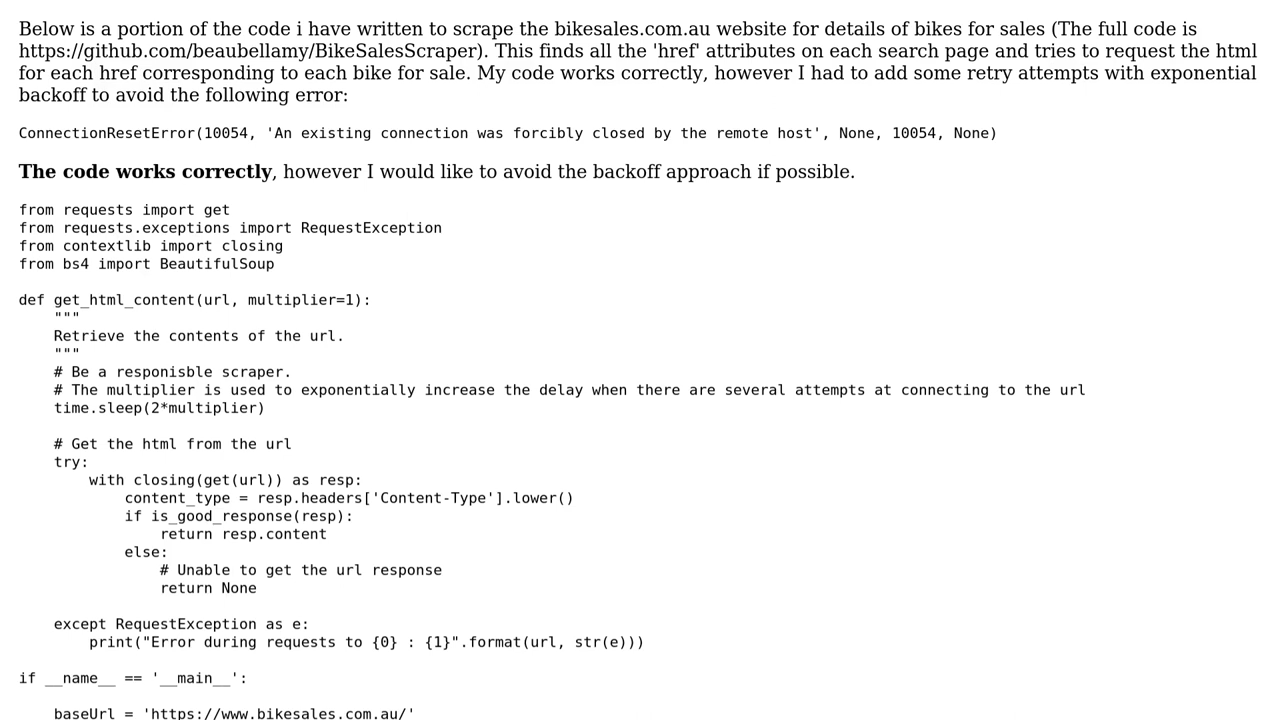 Below is a portion of the code i have written to scrape the bikesales.com.au website for details of bikes for sales (The full code is
https://github.com/beaubellamy/BikeSalesScraper). This finds all the 'href' attributes on each search page and tries to request the html
for each href corresponding to each bike for sale. My code works correctly, however I had to add some retry attempts with exponential
backoff to avoid the following error:
ConnectionResetError(10054, 'An existing connection was forcibly closed by the remote host', None, 10054, None)
The code works correctly, however I would like to avoid the backoff approach if possible.
from requests import get
from requests.exceptions import RequestException
from contextlib import closing
from bs4 import BeautifulSoup
def get_html_content(url, multiplier=1):
    """
    Retrieve the contents of the url.
    """
    # Be a responisble scraper.
    # The multiplier is used to exponentially increase the delay when there are several attempts at connecting to the url
    time.sleep(2*multiplier)
    # Get the html from the url
    try:
        with closing(get(url)) as resp:
            content_type = resp.headers['Content-Type'].lower()
            if is_good_response(resp):
                return resp.content
            else:
                # Unable to get the url response
                return None
    except RequestException as e:
        print("Error during requests to {0} : {1}".format(url, str(e)))
if __name__ == '__main__':
    baseUrl = 'https://www.bikesales.com.au/'